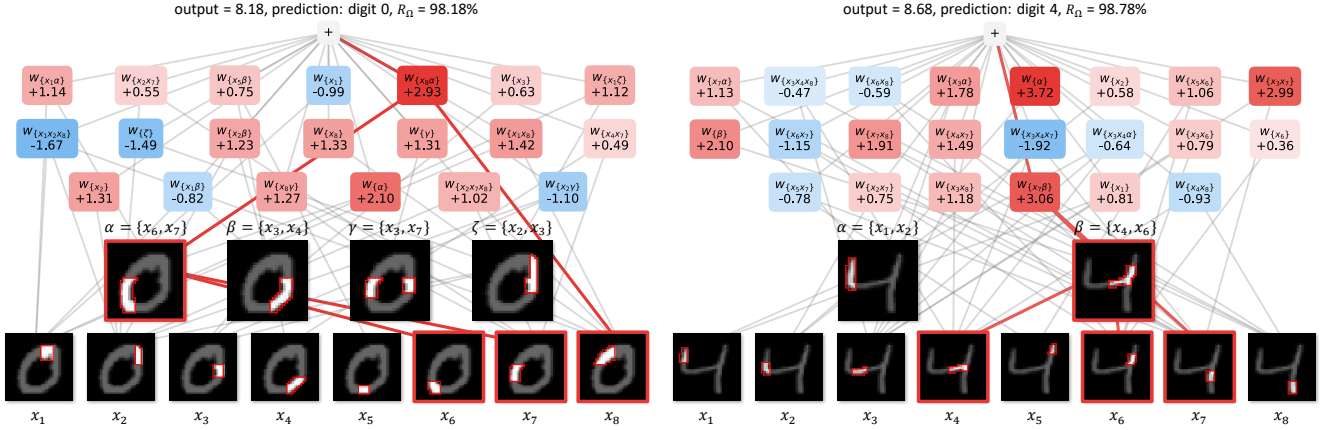 output = 8.18, prediction: digit 0, R_Ω = 98.18%
+
W_{x₁α} +1.14
W_{x₂x₇} +0.55
W_{x₅β} +0.75
W_{x₁} -0.99
W_{x₈α} +2.93
W_{x₃} +0.63
W_{x₁ζ} +1.12
W_{x₁x₂x₈} -1.67
W_{ζ} -1.49
W_{x₂β} +1.23
W_{x₈} +1.33
W_{γ} +1.31
W_{x₁x₈} +1.42
W_{x₄x₇} +0.49
W_{x₂} +1.31
W_{x₁β} -0.82
W_{x₈γ} +1.27
W_{α} +2.10
W_{x₂x₇x₈} +1.02
W_{x₂γ} -1.10
α = {x₆, x₇} β = {x₃, x₄} γ = {x₃, x₇} ζ = {x₂, x₃}
x₁ x₂ x₃ x₄ x₅ x₆ x₇ x₈
output = 8.68, prediction: digit 4, R_Ω = 98.78%
+
W_{x₇α} +1.13
W_{x₃x₄x₈} -0.47
W_{x₆x₈} -0.59
W_{x₃α} +1.78
W_{α} +3.72
W_{x₂} +0.58
W_{x₅x₆} +1.06
W_{x₃x₇} +2.99
W_{β} +2.10
W_{x₆x₇} -1.15
W_{x₇x₈} +1.91
W_{x₄x₇} +1.49
W_{x₃x₄x₇} -1.92
W_{x₃x₄α} -0.64
W_{x₃x₆} +0.79
W_{x₆} +0.36
W_{x₅x₇} -0.78
W_{x₂x₇} +0.75
W_{x₃x₈} +1.18
W_{x₇β} +3.06
W_{x₁} +0.81
W_{x₄x₈} -0.93
α = {x₁, x₂} β = {x₄, x₆}
x₁ x₂ x₃ x₄ x₅ x₆ x₇ x₈